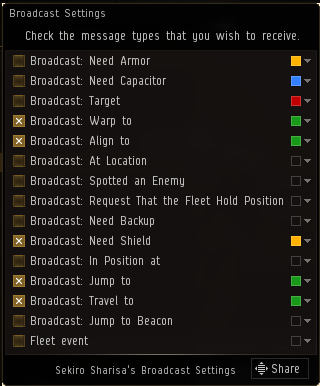 Broadcast Settings
Check the message types that you wish to receive.
Broadcast: Need Armor
Broadcast: Need Capacitor
Broadcast: Target
Broadcast: Warp to
Broadcast: Align to
Broadcast: At Location
Broadcast: Spotted an Enemy
Broadcast: Request That the Fleet Hold Position
Broadcast: Need Backup
Broadcast: Need Shield
Broadcast: In Position at
Broadcast: Jump to
Broadcast: Travel to
Broadcast: Jump to Beacon
Fleet event
Sekiro Sharisa's Broadcast Settings Share